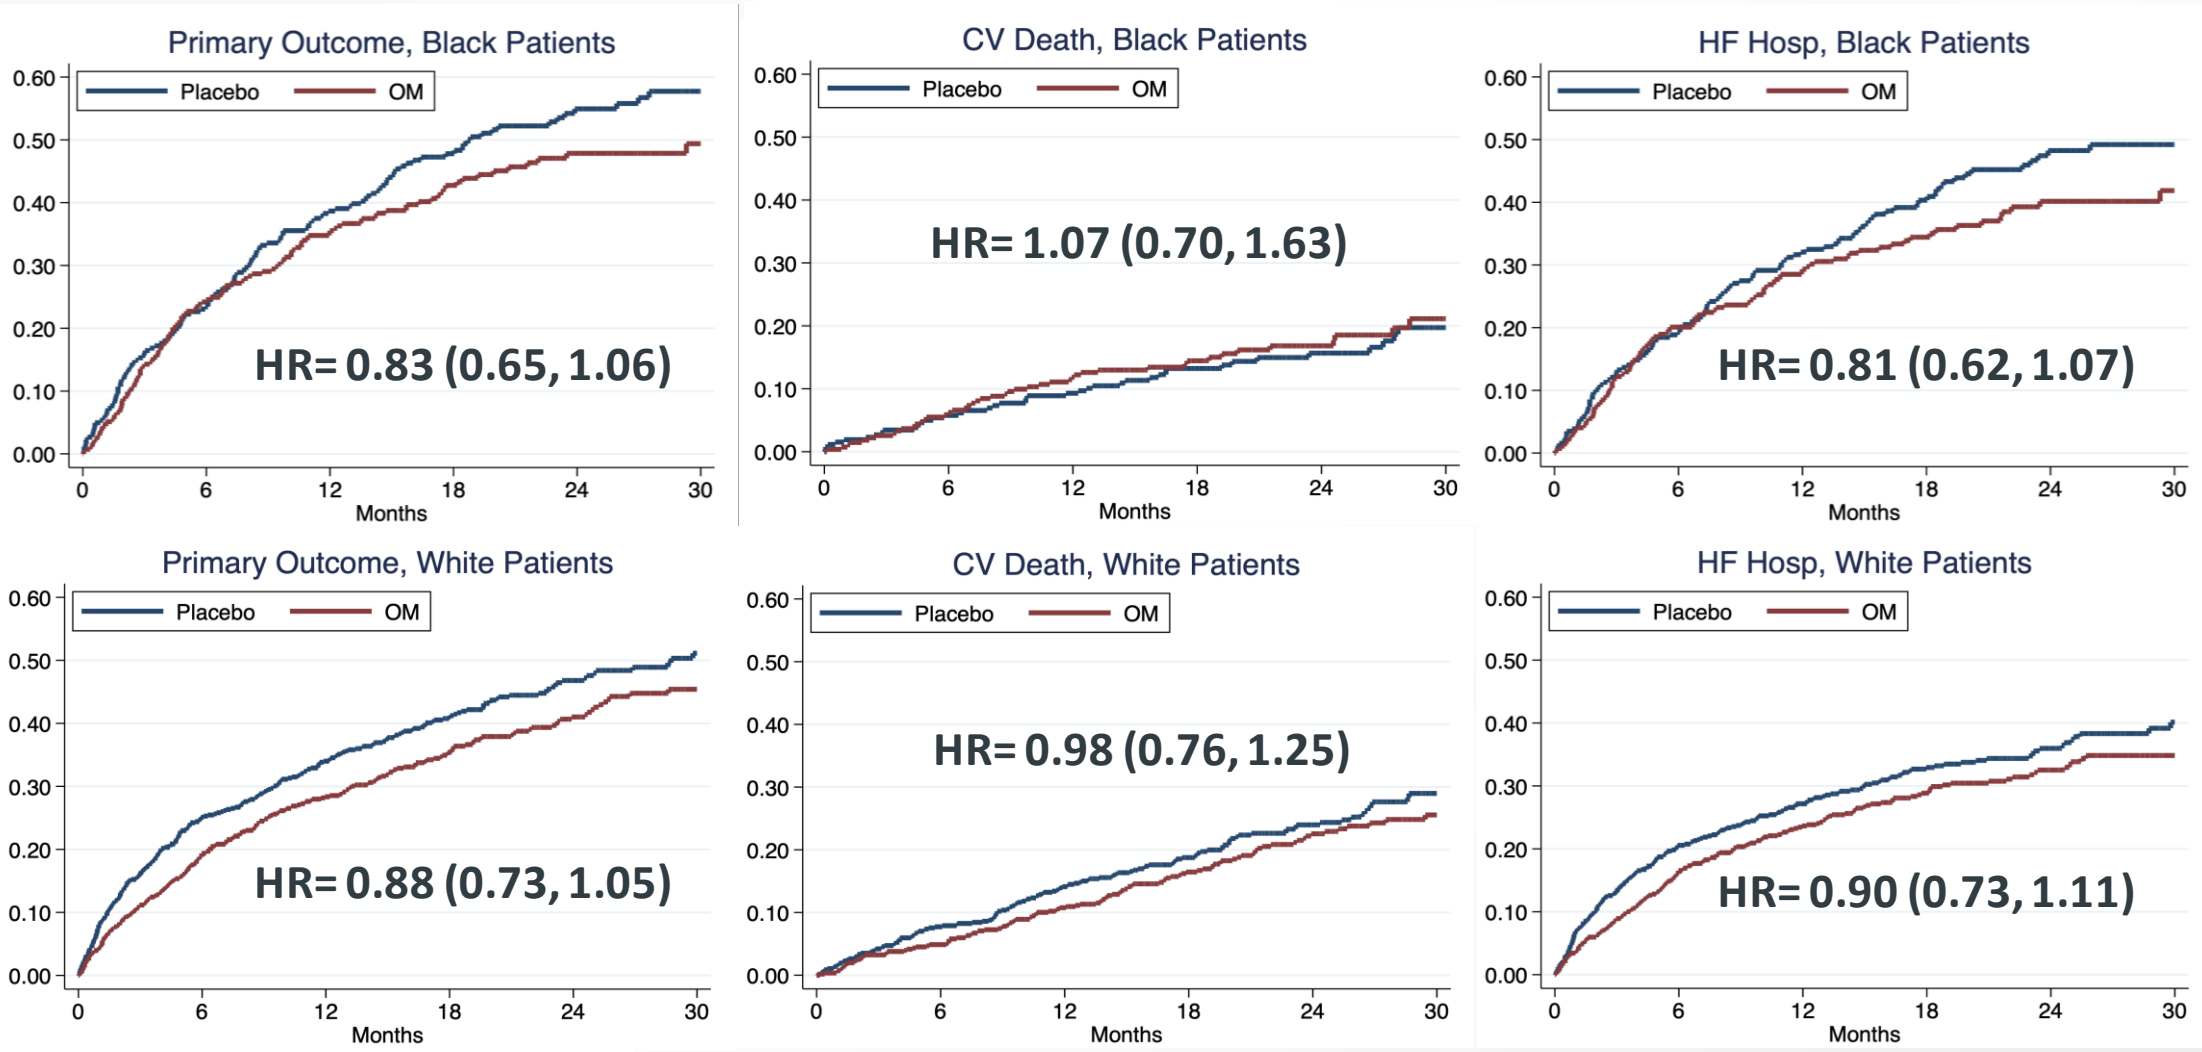 Primary Outcome, Black Patients
Placebo OM
0.60
0.50
0.40
0.30
0.20
0.10
0.00
HR= 0.83 (0.65, 1.06)
0 6 12 18 24 30
Months
CV Death, Black Patients
Placebo OM
0.60
0.50
0.40
0.30
0.20
0.10
0.00
HR= 1.07 (0.70, 1.63)
0 6 12 18 24 30
Months
HF Hosp, Black Patients
Placebo OM
0.60
0.50
0.40
0.30
0.20
0.10
0.00
HR= 0.81 (0.62, 1.07)
0 6 12 18 24 30
Months
Primary Outcome, White Patients
Placebo OM
0.60
0.50
0.40
0.30
0.20
0.10
0.00
HR= 0.88 (0.73, 1.05)
0 6 12 18 24 30
Months
CV Death, White Patients
Placebo OM
0.60
0.50
0.40
0.30
0.20
0.10
0.00
HR= 0.98 (0.76, 1.25)
0 6 12 18 24 30
Months
HF Hosp, White Patients
Placebo OM
0.60
0.50
0.40
0.30
0.20
0.10
0.00
HR= 0.90 (0.73, 1.11)
0 6 12 18 24 30
Months